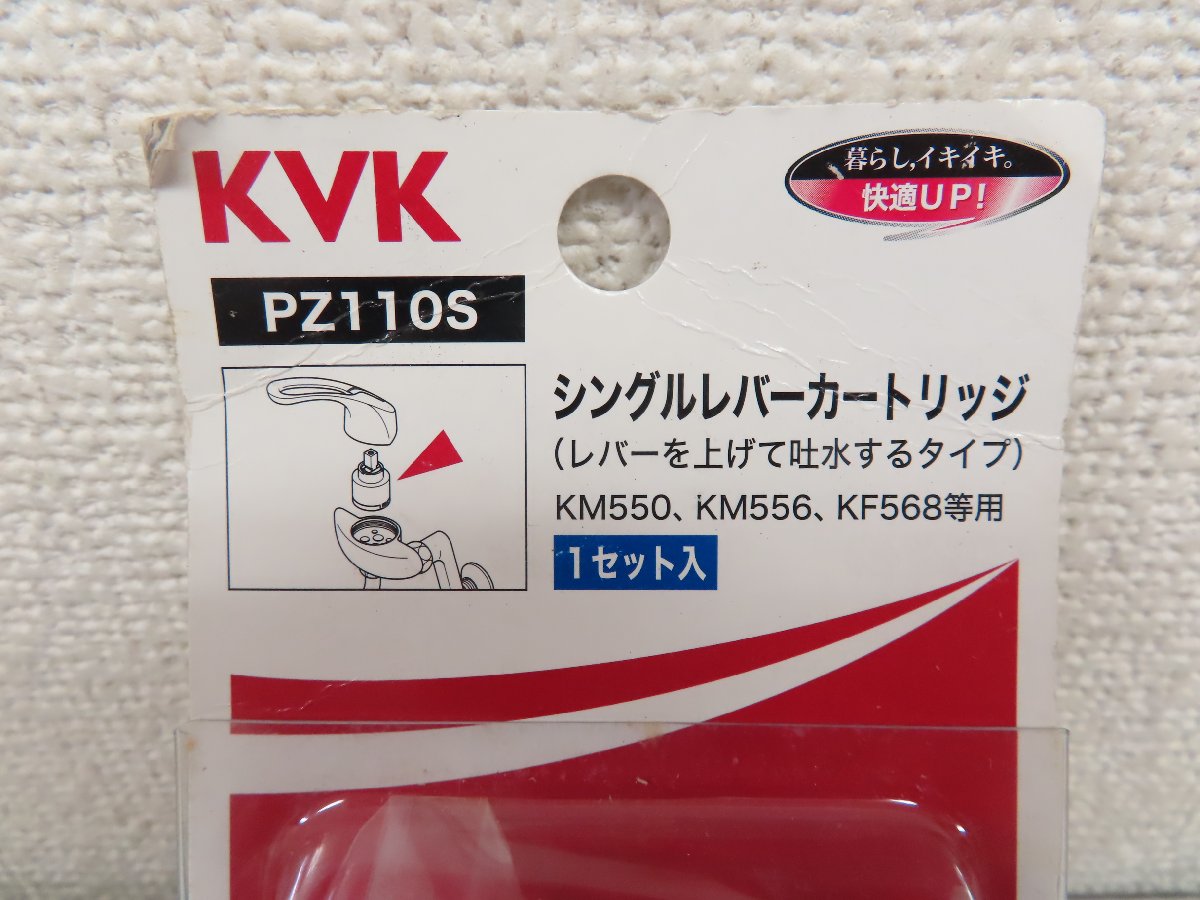 KVK
暮らし,イキイキ。
快適UP!
PZ110S
シングルレバーカートリッジ
(レバーを上げて吐水するタイプ)
KM550、KM556、KF568等用
1セット入